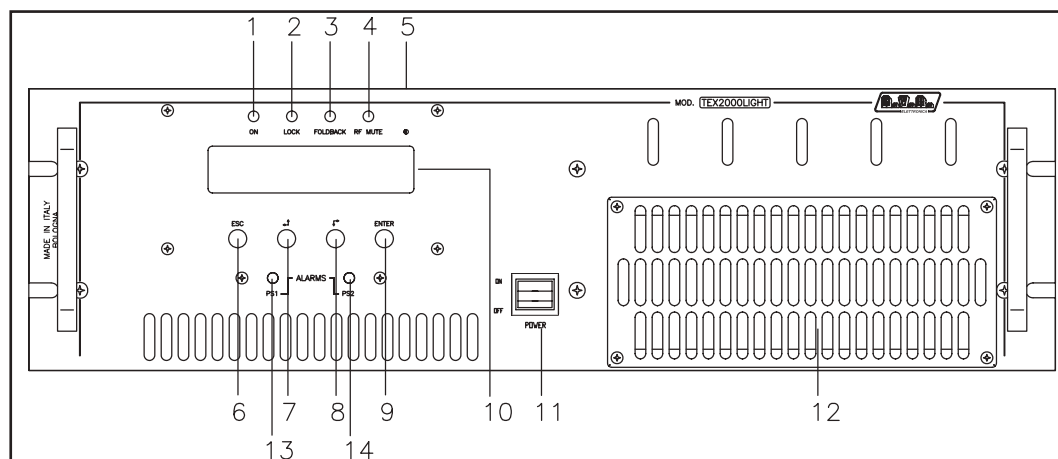 1 2 3 4 5
MOD. TEX2000LIGHT
R.V.R. ELETTRONICA
ON LOCK FOLDBACK RF MUTE
MADE IN ITALY
BOLOGNA
ESC ENTER
ALARMS
PS1 PS2
ON
OFF
POWER
6 7 8 9 10 11 12
13 14